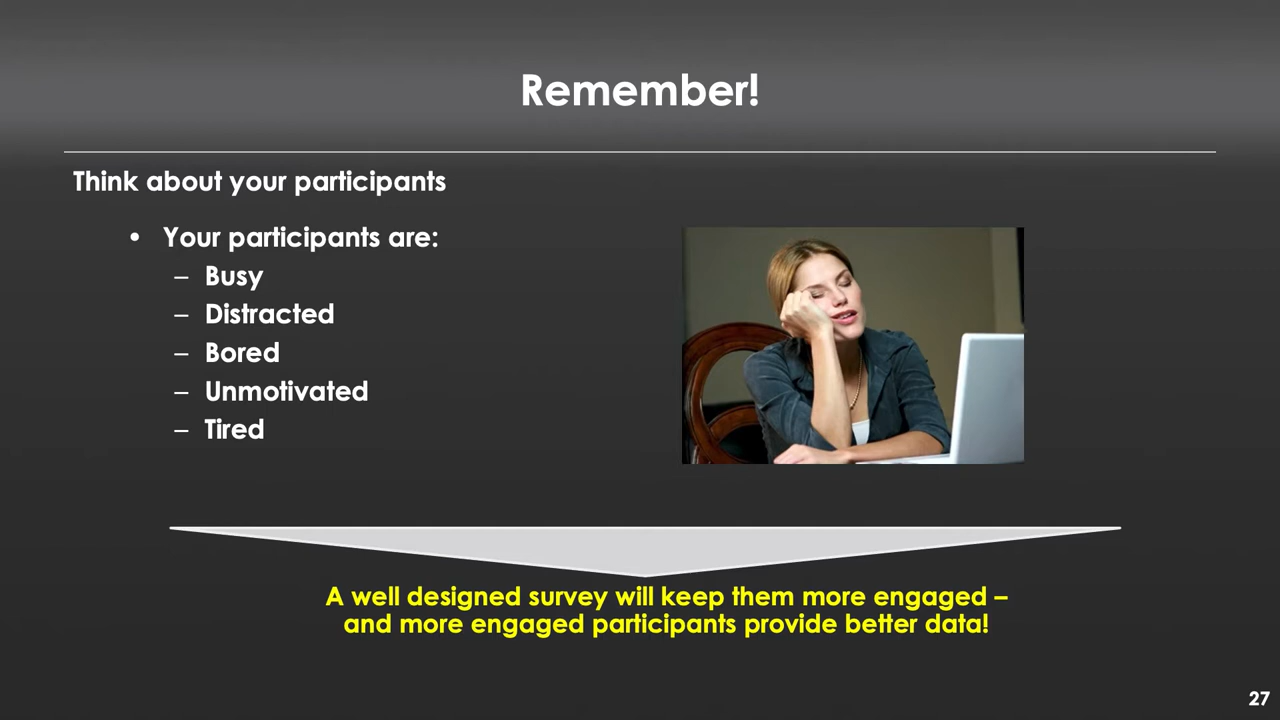 Remember!
Think about your participants
• Your participants are:
– Busy
– Distracted
– Bored
– Unmotivated
– Tired
A well designed survey will keep them more engaged –
and more engaged participants provide better data!
27